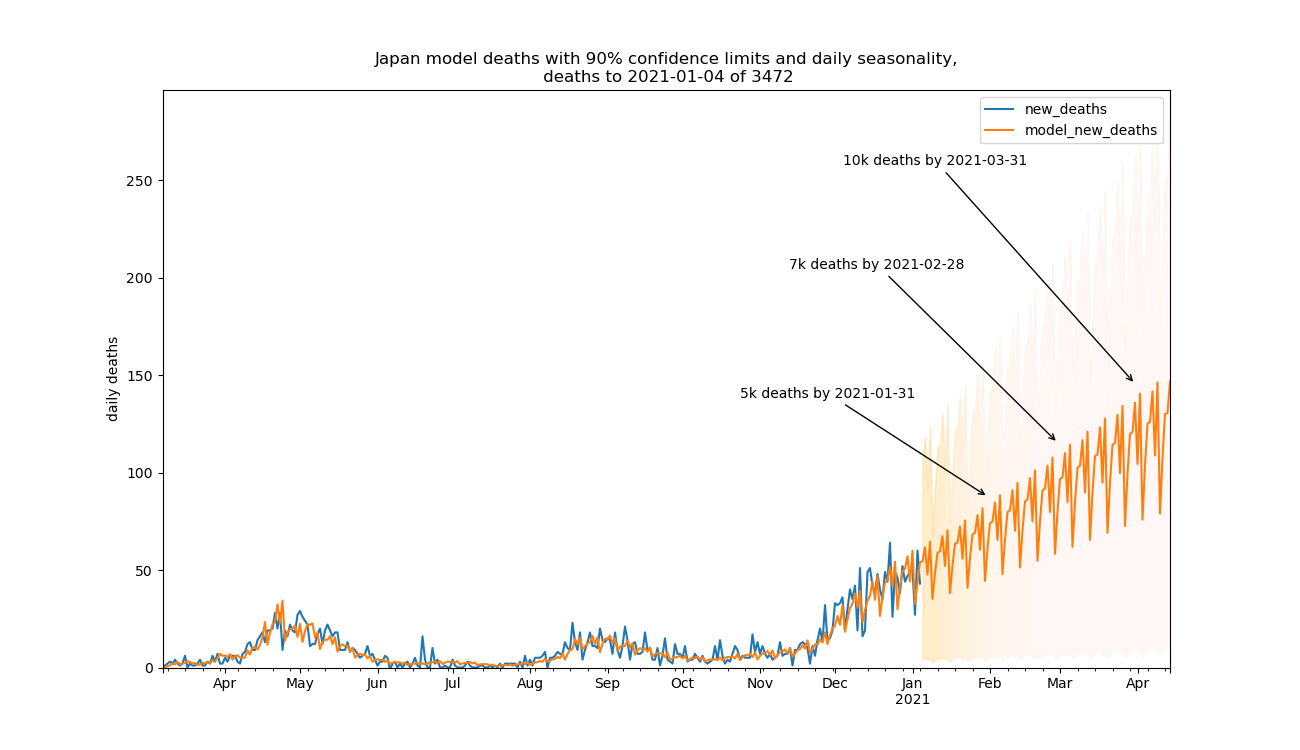 Japan model deaths with 90% confidence limits and daily seasonality,
deaths to 2021-01-04 of 3472
new_deaths
model_new_deaths
10k deaths by 2021-03-31
7k deaths by 2021-02-28
5k deaths by 2021-01-31
daily deaths
250
200
150
100
50
0
Apr May Jun Jul Aug Sep Oct Nov Dec Jan Feb Mar Apr
2021